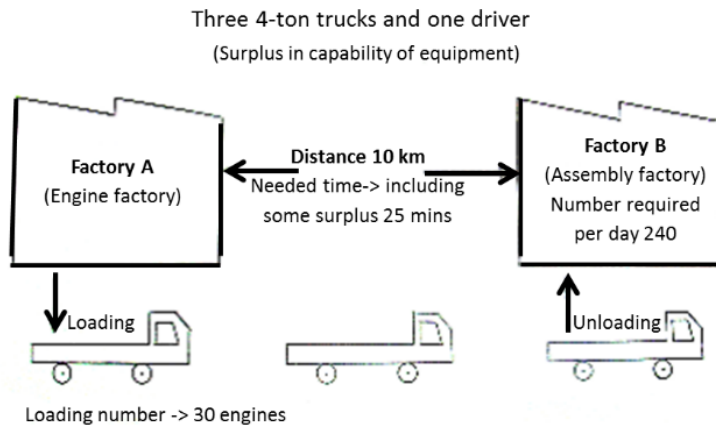 Three 4-ton trucks and one driver
(Surplus in capability of equipment)
Factory A
(Engine factory)
Distance 10 km
Needed time-> including
some surplus 25 mins
Factory B
(Assembly factory)
Number required
per day 240
Loading
Unloading
Loading number -> 30 engines